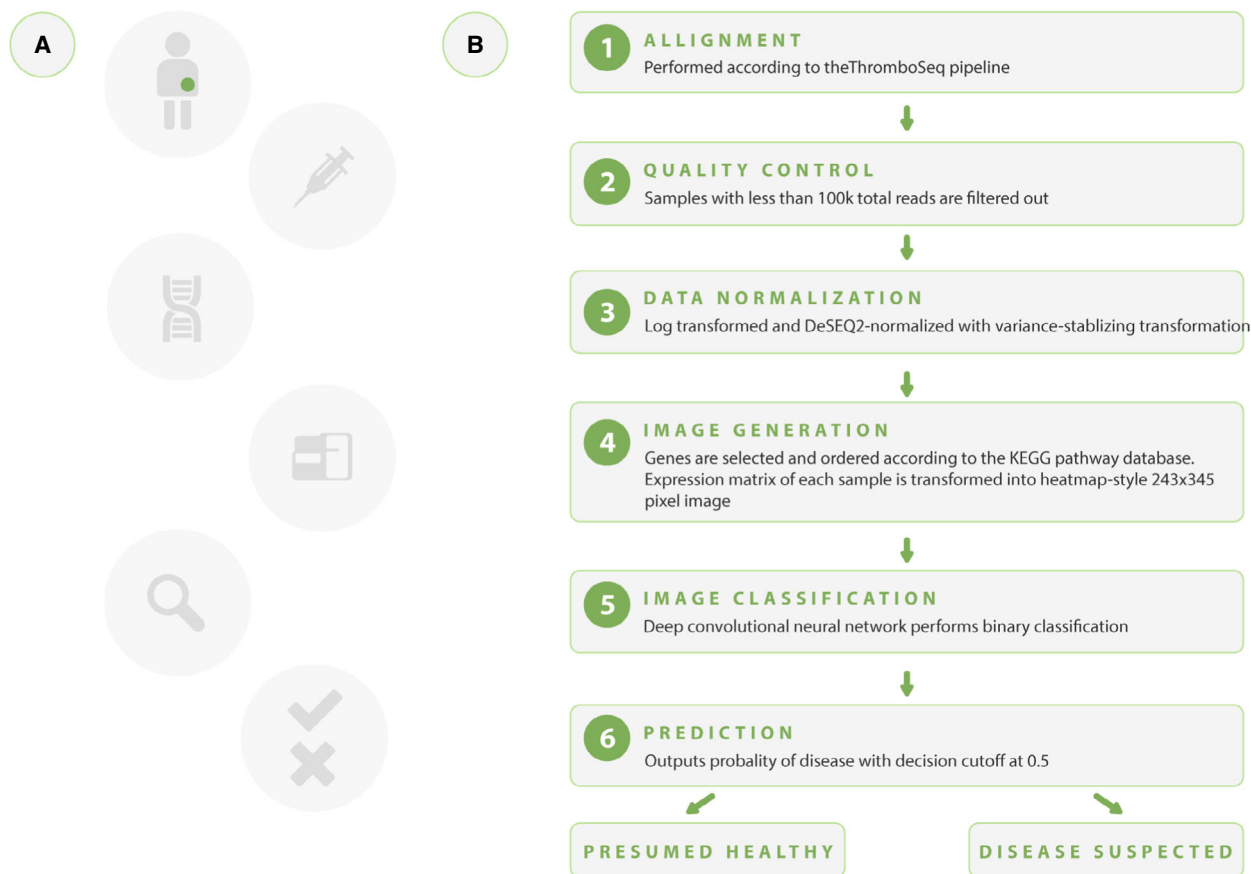 A
B
1
ALLIGNMENT
Performed according to theThromboSeq pipeline
2
QUALITY CONTROL
Samples with less than 100k total reads are filtered out
3
DATA NORMALIZATION
Log transformed and DeSEQ2-normalized with variance-stablizing transformation
4
IMAGE GENERATION
Genes are selected and ordered according to the KEGG pathway database.
Expression matrix of each sample is transformed into heatmap-style 243x345
pixel image
5
IMAGE CLASSIFICATION
Deep convolutional neural network performs binary classification
6
PREDICTION
Outputs probality of disease with decision cutoff at 0.5
PRESUMED HEALTHY
DISEASE SUSPECTED